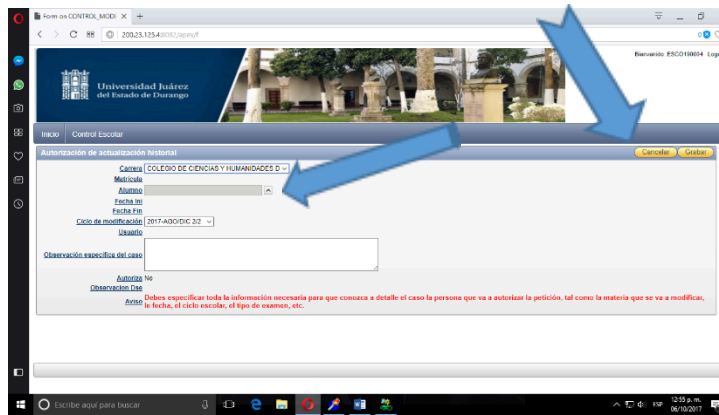 Form on CONTROL_MODI
200.23.125.4:8082/apex/f
Bienvenido: ESCO190004 Logo
Universidad Juárez
del Estado de Durango
Inicio Control Escolar
Autorización de actualización historial
Cancelar Grabar
Carrera COLEGIO DE CIENCIAS Y HUMANIDADES D
Matrícula
Alumno
Fecha Ini
Fecha Fin
Ciclo de modificación 2017-AGO/DIC 2/2
Usuario
Observación específica del caso
Autoriza No
Observacion Dse
Aviso Debes especificar toda la información necesaria para que conozca a detalle el caso la persona que va a autorizar la petición, tal como la materia que se va a modificar,
le fecha, el ciclo escolar, el tipo de examen, etc.
Escribe aquí para buscar
ESP
12:55 p. m.
06/10/2017